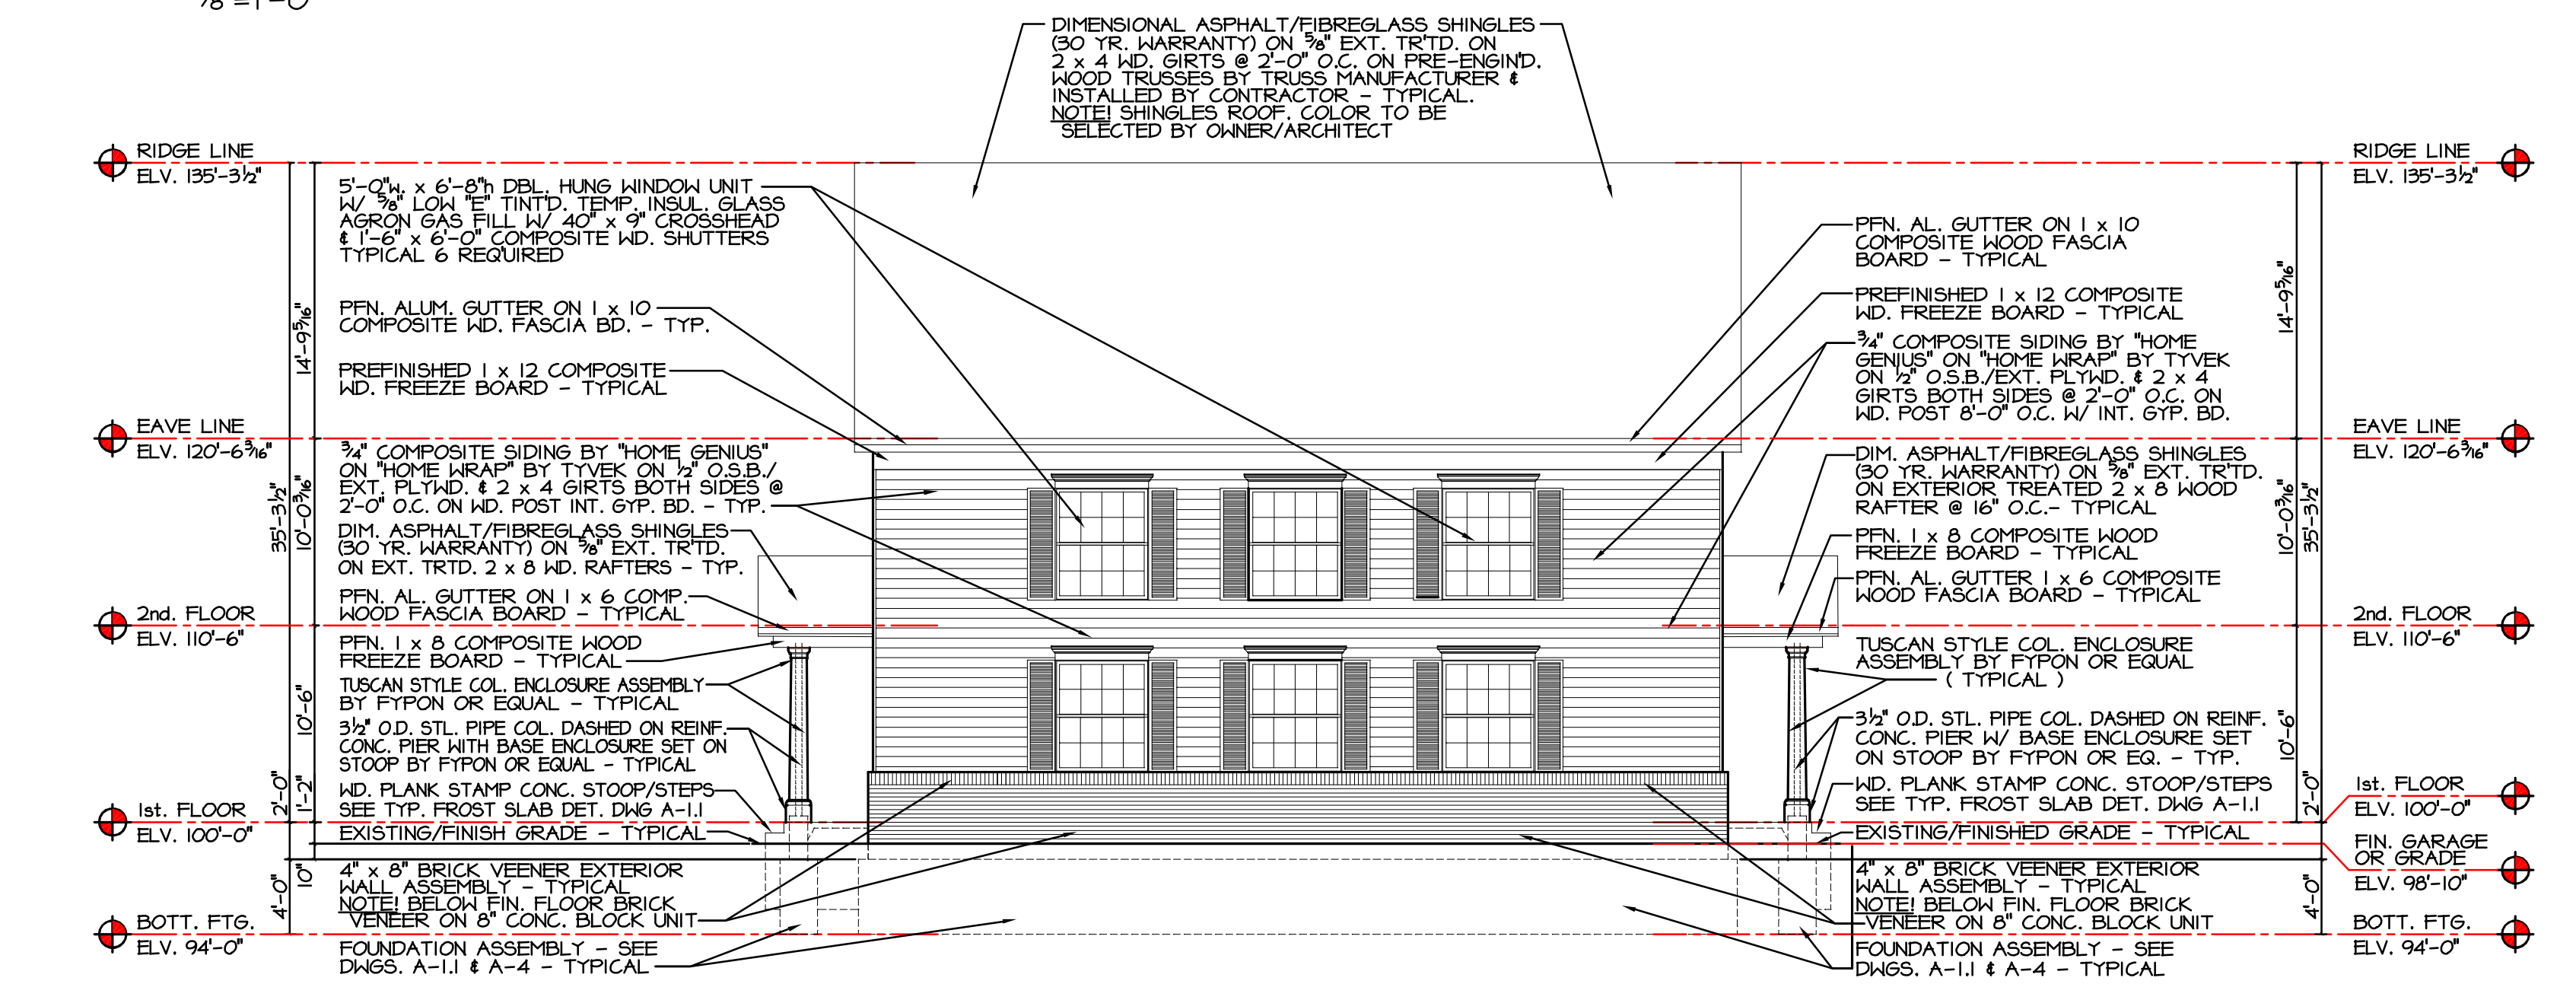 ⅛"=1'-0"
DIMENSIONAL ASPHALT/FIBREGLASS SHINGLES
(30 YR. WARRANTY) ON 5/8" EXT. TR'TD. ON
2 x 4 WD. GIRTS @ 2'-0" O.C. ON PRE-ENGIN'D.
WOOD TRUSSES BY TRUSS MANUFACTURER &
INSTALLED BY CONTRACTOR - TYPICAL.
NOTE! SHINGLES ROOF. COLOR TO BE
SELECTED BY OWNER/ARCHITECT
RIDGE LINE
ELV. 135'-3½"
EAVE LINE
ELV. 120'-6 3/16"
2nd. FLOOR
ELV. 110'-6"
1st. FLOOR
ELV. 100'-0"
BOTT. FTG.
ELV. 94'-0"
35'-3½"
2'-0"
4'-0"
14'-9 5/16"
10'-0 3/16"
10'-6"
1'-2"
10"
5'-0"w. x 6'-8"h DBL. HUNG WINDOW UNIT
W/ 5/8" LOW "E" TINT'D. TEMP. INSUL. GLASS
AGRON GAS FILL W/ 40" x 9" CROSSHEAD
& 1'-6" x 6'-0" COMPOSITE WD. SHUTTERS
TYPICAL 6 REQ'UIRED
PFN. ALUM. GUTTER ON 1 x 10
COMPOSITE WD. FASCIA BD. - TYP.
PREFINISHED 1 x 12 COMPOSITE
WD. FREEZE BOARD - TYPICAL
3/4" COMPOSITE SIDING BY "HOME GENIUS"
ON "HOME WRAP" BY TYVEK ON ½" O.S.B./
EXT. PLYWD. & 2 x 4 GIRTS BOTH SIDES @
2'-0" O.C. ON WD. POST INT. GYP. BD. - TYP.
DIM. ASPHALT/FIBREGLASS SHINGLES
(30 YR. WARRANTY) ON 5/8" EXT. TR'TD.
ON EXT. TRTD. 2 x 8 WD. RAFTERS - TYP.
PFN. AL. GUTTER ON 1 x 6 COMP.
WOOD FASCIA BOARD - TYPICAL
PFN. 1 x 8 COMPOSITE WOOD
FREEZE BOARD - TYPICAL
TUSCAN STYLE COL. ENCLOSURE ASSEMBLY
BY FYPON OR EQUAL - TYPICAL
3½" O.D. STL. PIPE COL. DASHED ON REINF.
CONC. PIER WITH BASE ENCLOSURE SET ON
STOOP BY FYPON OR EQUAL - TYPICAL
WD. PLANK STAMP CONC. STOOP/STEPS
SEE TYP. FROST SLAB DET. DWG A-1.1
EXISTING/FINISH GRADE - TYPICAL
4" x 8" BRICK VEENER EXTERIOR
WALL ASSEMBLY - TYPICAL
NOTE! BELOW FIN. FLOOR BRICK
VENEER ON 8" CONC. BLOCK UNIT
FOUNDATION ASSEMBLY - SEE
DWGS. A-1.1 & A-4 - TYPICAL
PFN. AL. GUTTER ON 1 x 10
COMPOSITE WOOD FASCIA
BOARD - TYPICAL
PREFINISHED 1 x 12 COMPOSITE
WD. FREEZE BOARD - TYPICAL
3/4" COMPOSITE SIDING BY "HOME
GENIUS" ON "HOME WRAP" BY TYVEK
ON ½" O.S.B./EXT. PLYWD. & 2 x 4
GIRTS BOTH SIDES @ 2'-0" O.C. ON
WD. POST 8'-0" O.C. W/ INT. GYP. BD.
DIM. ASPHALT/FIBREGLASS SHINGLES
(30 YR. WARRANTY) ON 5/8" EXT. TR'TD.
ON EXTERIOR TREATED 2 x 8 WOOD
RAFTER @ 16" O.C.- TYPICAL
PFN. 1 x 8 COMPOSITE WOOD
FREEZE BOARD - TYPICAL
PFN. AL. GUTTER 1 x 6 COMPOSITE
WOOD FASCIA BOARD - TYPICAL
TUSCAN STYLE COL. ENCLOSURE
ASSEMBLY BY FYPON OR EQUAL
( TYPICAL )
3½" O.D. STL. PIPE COL. DASHED ON REINF.
CONC. PIER W/ BASE ENCLOSURE SET
ON STOOP BY FYPON OR EQ. - TYP.
WD. PLANK STAMP CONC. STOOP/STEPS
SEE TYP. FROST SLAB DET. DWG A-1.1
EXISTING/FINISHED GRADE - TYPICAL
4" x 8" BRICK VEENER EXTERIOR
WALL ASSEMBLY - TYPICAL
NOTE! BELOW FIN. FLOOR BRICK
VENEER ON 8" CONC. BLOCK UNIT
FOUNDATION ASSEMBLY - SEE
DWGS. A-1.1 & A-4 - TYPICAL
14'-9 5/16"
10'-0 3/16"
10'-6"
35'-3½"
2'-0"
4'-0"
RIDGE LINE
ELV. 135'-3½"
EAVE LINE
ELV. 120'-6 3/16"
2nd. FLOOR
ELV. 110'-6"
1st. FLOOR
ELV. 100'-0"
FIN. GARAGE
OR GRADE
ELV. 98'-10"
BOTT. FTG.
ELV. 94'-0"